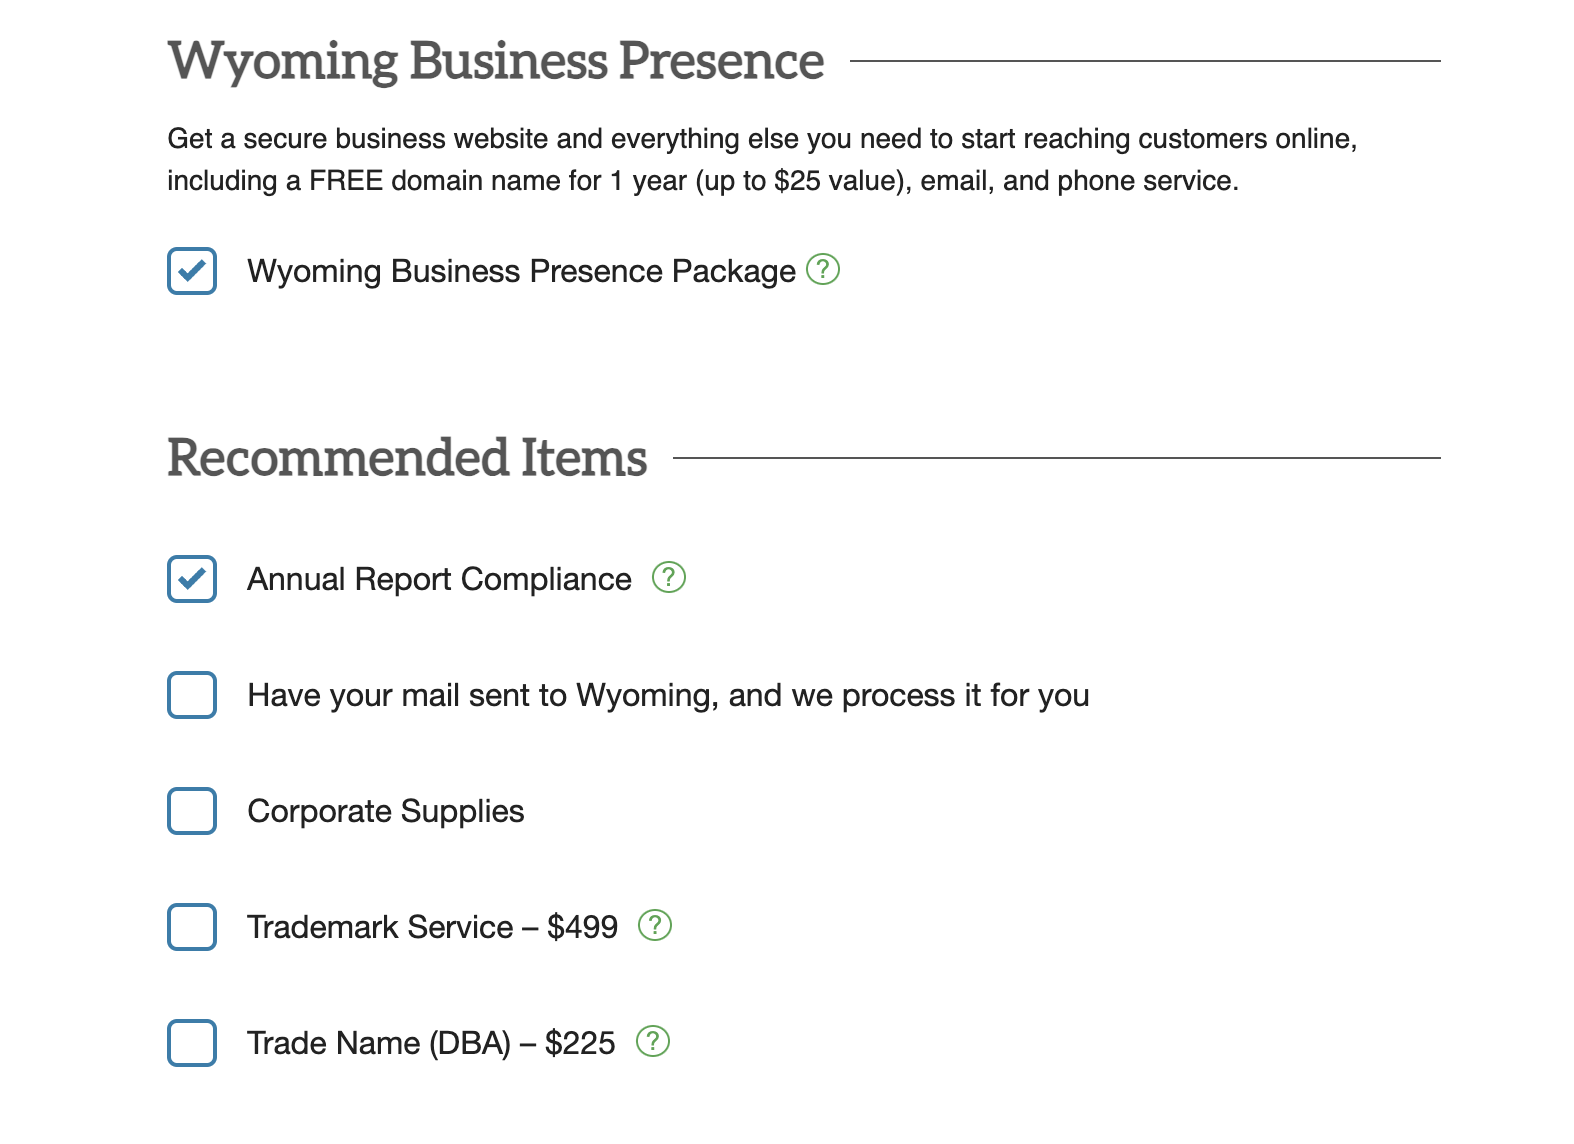 Wyoming Business Presence
Get a secure business website and everything else you need to start reaching customers online,
including a FREE domain name for 1 year (up to $25 value), email, and phone service.
Wyoming Business Presence Package ?
Recommended Items
Annual Report Compliance ?
Have your mail sent to Wyoming, and we process it for you
Corporate Supplies
Trademark Service – $499 ?
Trade Name (DBA) – $225 ?